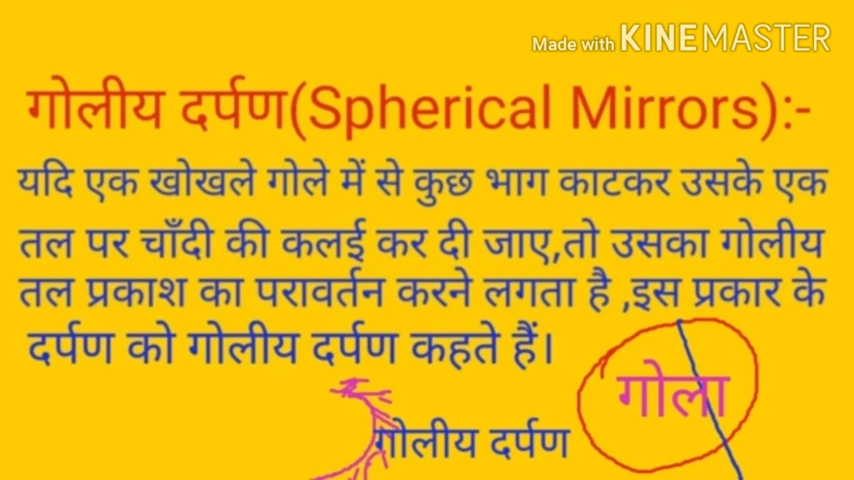 Made with KINEMASTER
गोलीय दर्पण(Spherical Mirrors):-
यदि एक खोखले गोले में से कुछ भाग काटकर उसके एक
तल पर चाँदी की कलई कर दी जाए,तो उसका गोलीय
तल प्रकाश का परावर्तन करने लगता है ,इस प्रकार के
दर्पण को गोलीय दर्पण कहते हैं।
गोला
गोलीय दर्पण